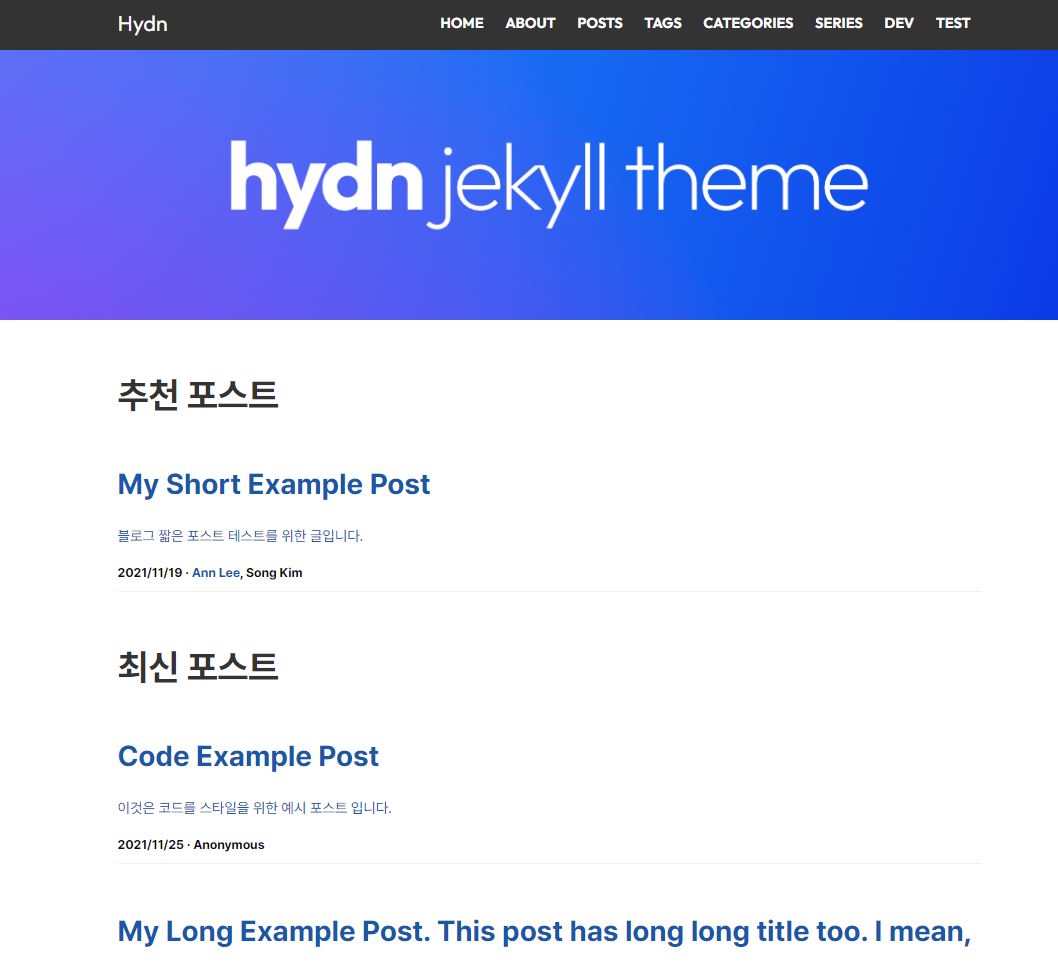 Hydn
HOME ABOUT POSTS TAGS CATEGORIES SERIES DEV TEST
hydn jekyll theme
추천 포스트
My Short Example Post
블로그 짧은 포스트 테스트를 위한 글입니다.
2021/11/19 · Ann Lee, Song Kim
최신 포스트
Code Example Post
이것은 코드를 스타일을 위한 예시 포스트 입니다.
2021/11/25 · Anonymous
My Long Example Post. This post has long long title too. I mean,